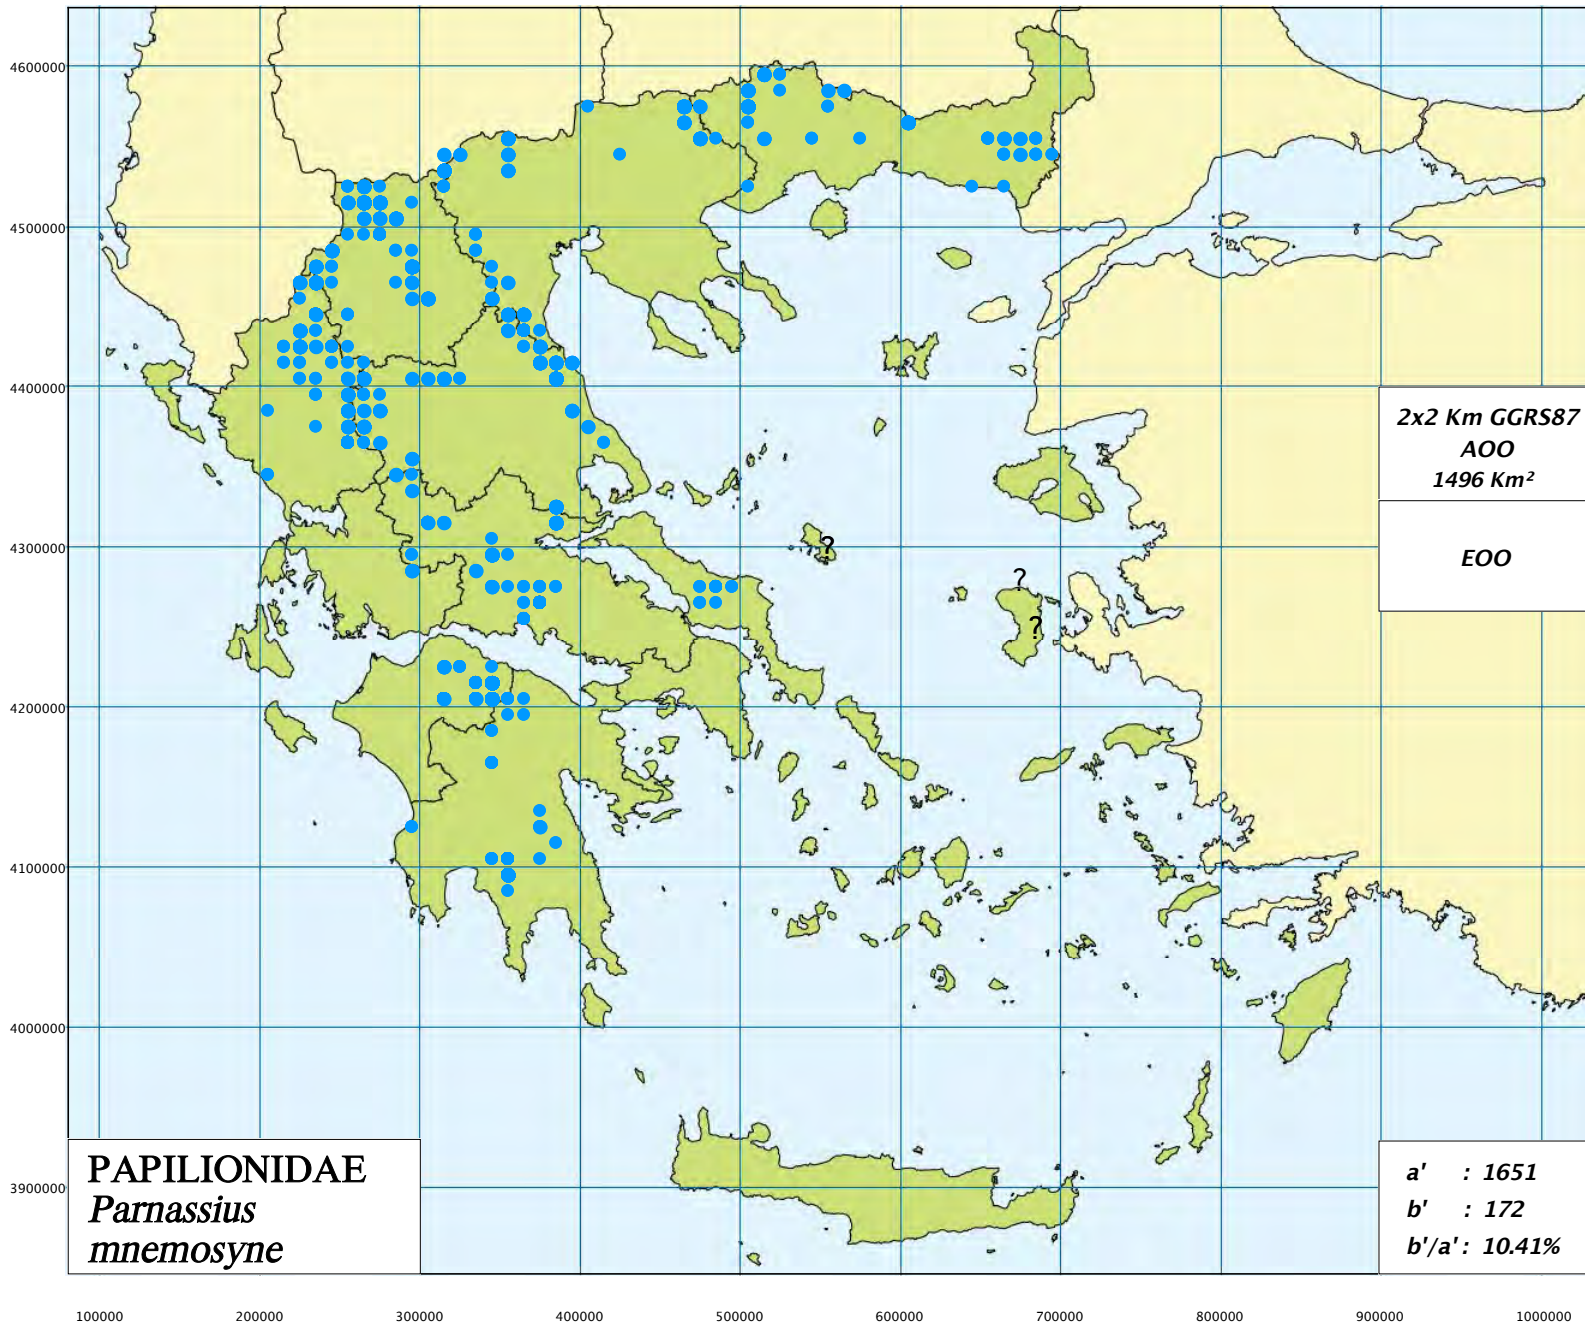 4600000
4500000
4400000
4300000
4200000
4100000
4000000
3900000
2x2 Km GGRS87
AOO
1496 Km²
EOO
?
?
?
PAPILIONIDAE
Parnassius
mnemosyne
a' : 1651
b' : 172
b'/a' : 10.41%
100000 200000 300000 400000 500000 600000 700000 800000 900000 1000000